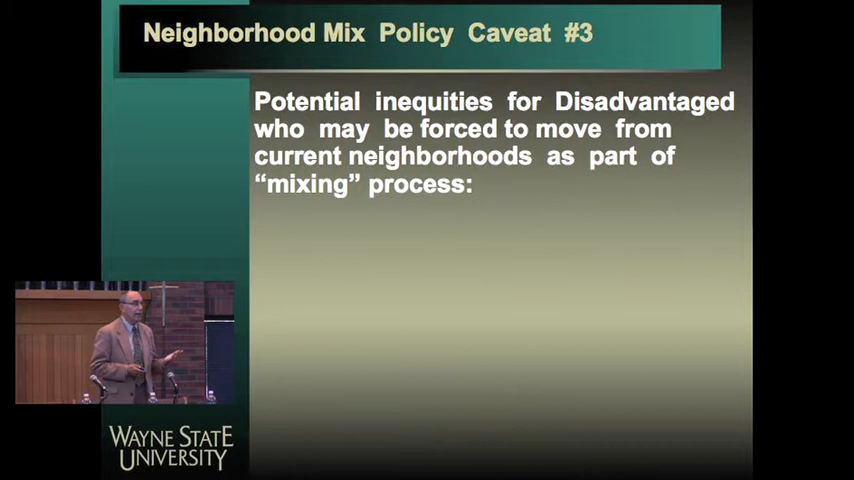 Neighborhood Mix Policy Caveat #3
Potential inequities for Disadvantaged
who may be forced to move from
current neighborhoods as part of
“mixing” process:
WAYNE STATE
UNIVERSITY